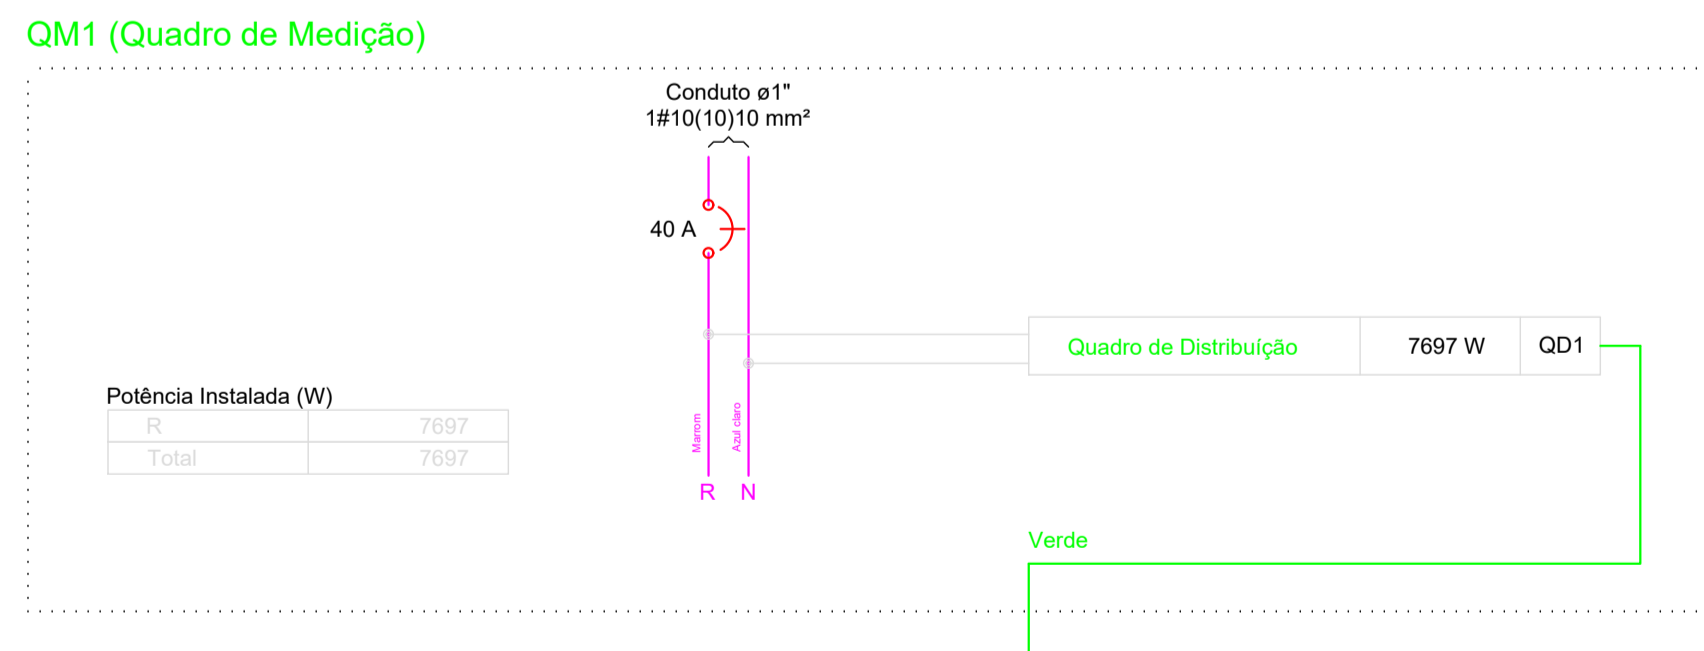 QM1 (Quadro de Medição)
Conduto ø1"
1#10(10)10 mm²
40 A
Quadro de Distribuíção 7697 W QD1
Potência Instalada (W)
R 7697
Total 7697
Marrom
Azul claro
R N
Verde